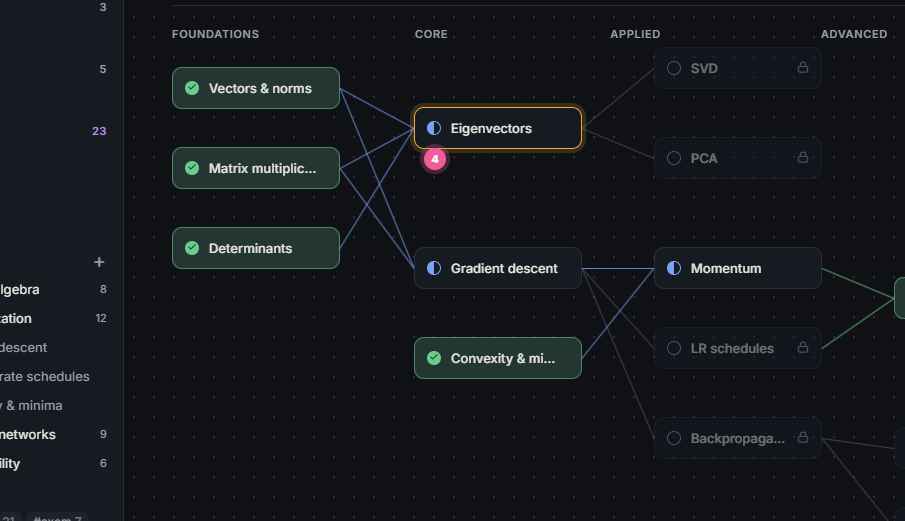 3
5
23
+
lgebra 8
tation 12
descent
rate schedules
y & minima
networks 9
ility 6
21 #exam 7
FOUNDATIONS
Vectors & norms
Matrix multiplic...
Determinants
CORE
Eigenvectors
4
Gradient descent
Convexity & mi...
APPLIED
SVD
PCA
Momentum
LR schedules
Backpropaga...
ADVANCED